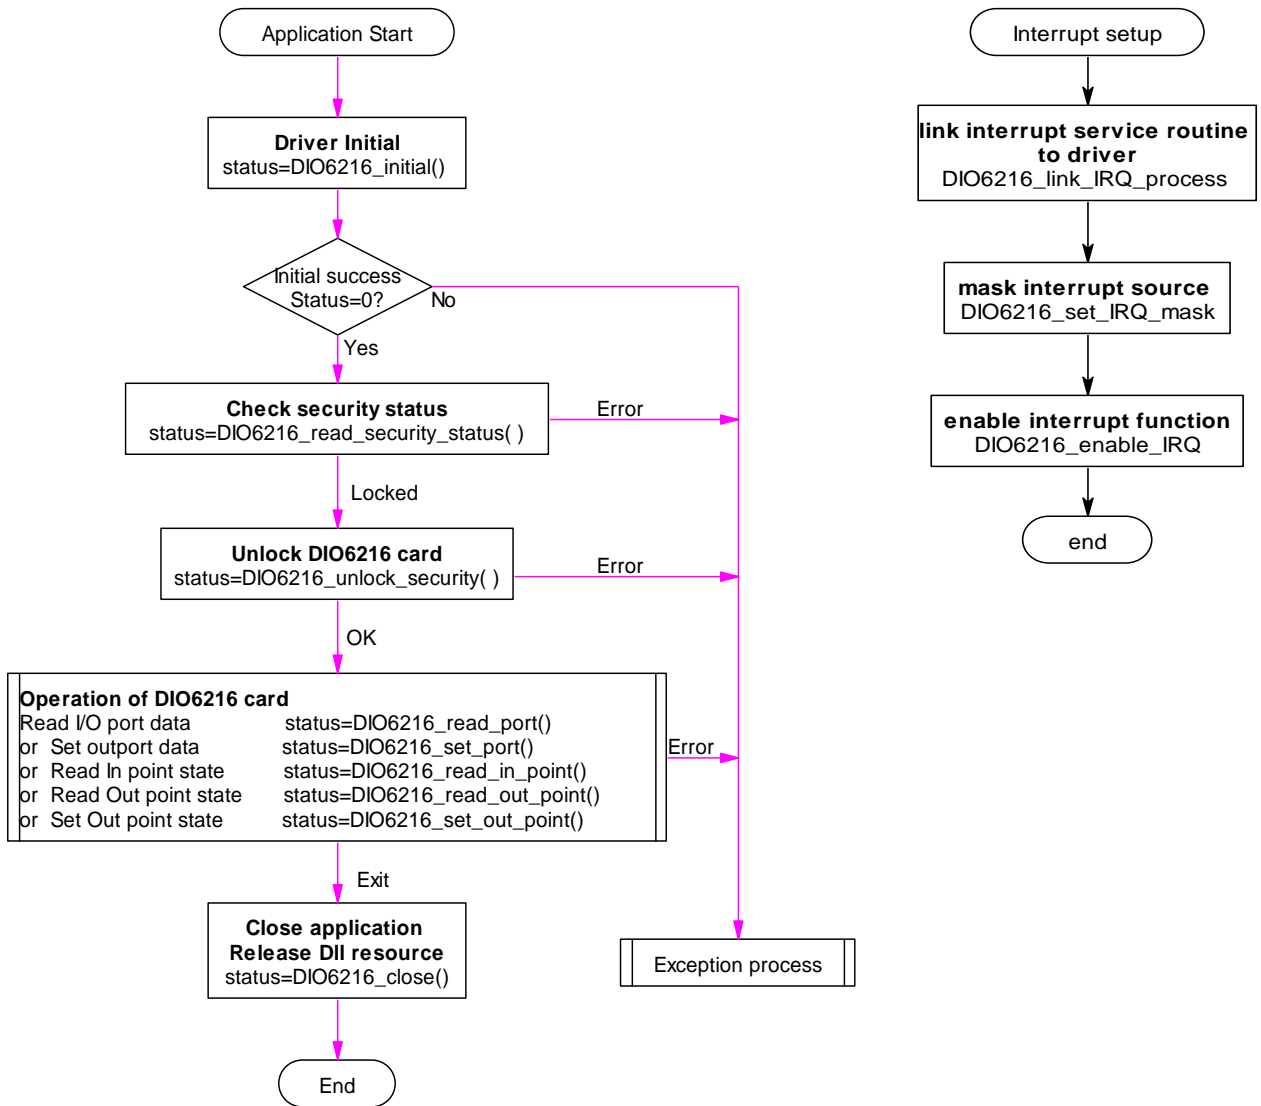 Application Start
Driver Initial
status=DIO6216_initial()
Initial success
Status=0?
No
Yes
Check security status
status=DIO6216_read_security_status( )
Error
Locked
Unlock DIO6216 card
status=DIO6216_unlock_security( )
Error
OK
Operation of DIO6216 card
Read I/O port data status=DIO6216_read_port()
or Set outport data status=DIO6216_set_port()
or Read In point state status=DIO6216_read_in_point()
or Read Out point state status=DIO6216_read_out_point()
or Set Out point state status=DIO6216_set_out_point()
Error
Exit
Close application
Release Dll resource
status=DIO6216_close()
Exception process
End
Interrupt setup
link interrupt service routine
to driver
DIO6216_link_IRQ_process
mask interrupt source
DIO6216_set_IRQ_mask
enable interrupt function
DIO6216_enable_IRQ
end